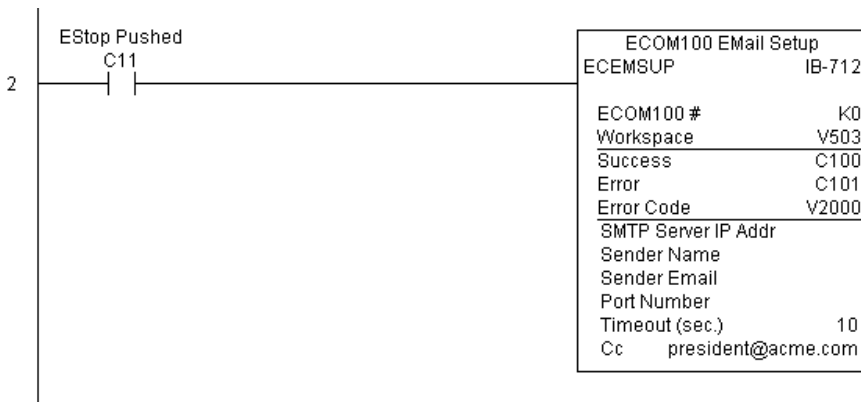 EStop Pushed
C11
2
ECOM100 EMail Setup
ECEMSUP IB-712
ECOM100 # K0
Workspace V503
Success C100
Error C101
Error Code V2000
SMTP Server IP Addr
Sender Name
Sender Email
Port Number
Timeout (sec.) 10
Cc president@acme.com